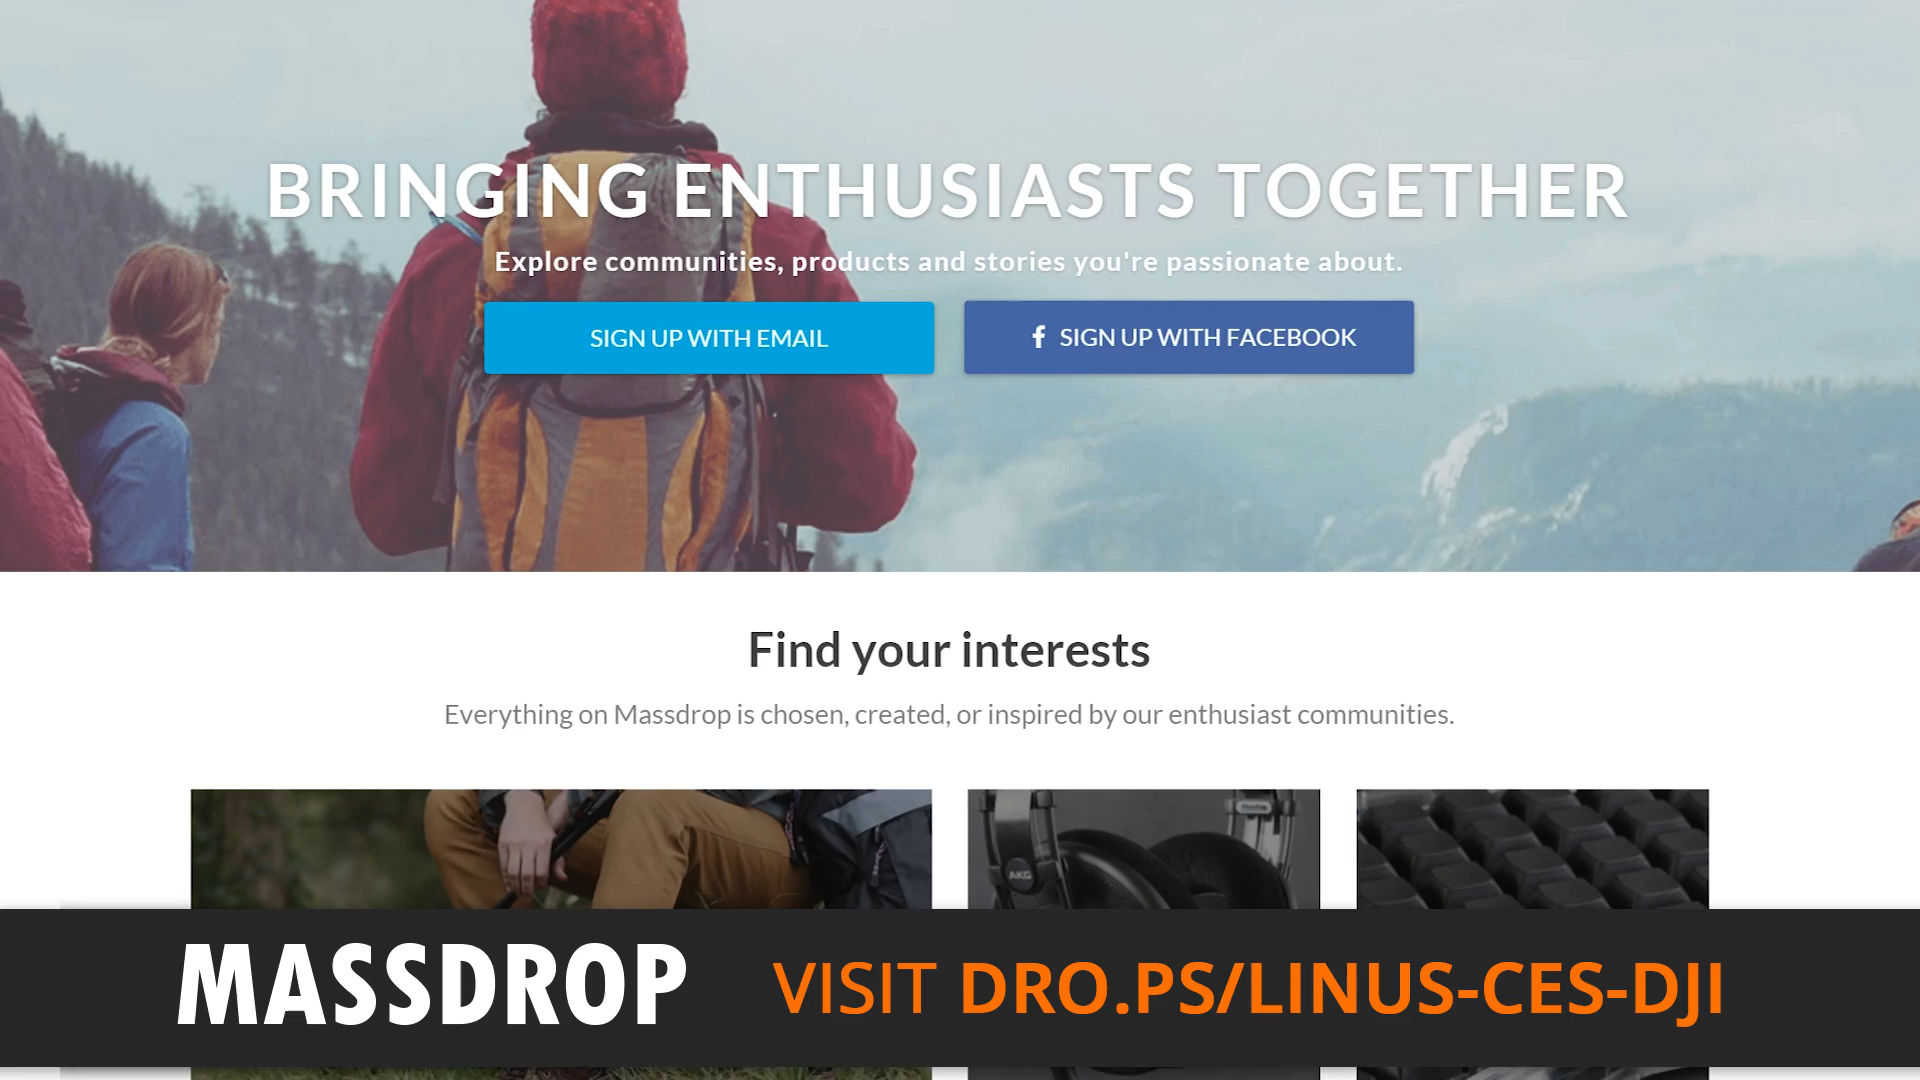 BRINGING ENTHUSIASTS TOGETHER
Explore communities, products and stories you're passionate about.
SIGN UP WITH EMAIL
f SIGN UP WITH FACEBOOK
Find your interests
Everything on Massdrop is chosen, created, or inspired by our enthusiast communities.
AKG
MASSDROP
VISIT DRO.PS/LINUS-CES-DJI